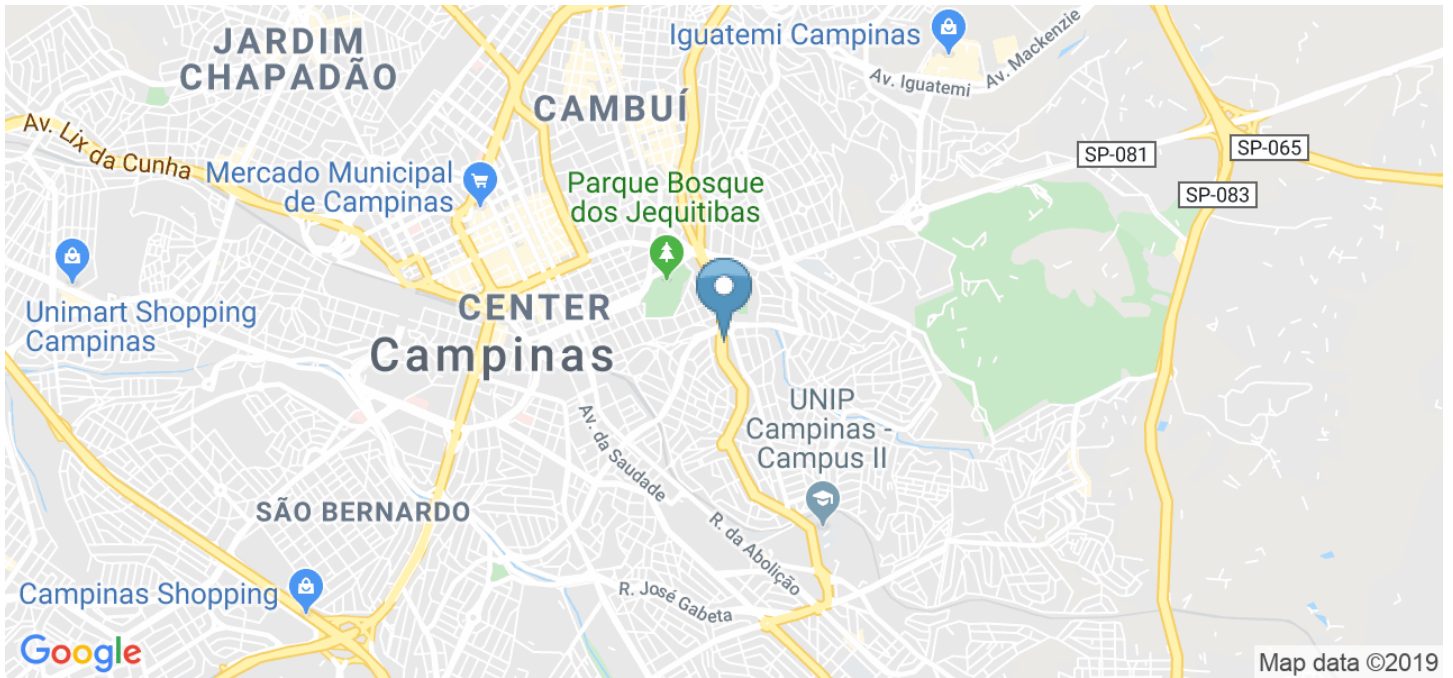 JARDIM
CHAPADÃO
Iguatemi Campinas
Av. Mackenzie
Av. Iguatemi
CAMBUÍ
Av. Lix da Cunha
SP-081
SP-065
Mercado Municipal
de Campinas
Parque Bosque
dos Jequitibas
SP-083
Unimart Shopping
Campinas
CENTER
Campinas
UNIP
Campinas -
Campus II
Av. da Saudade
SÃO BERNARDO
R. da Abolição
Campinas Shopping
R. José Gabeta
Google
Map data ©2019